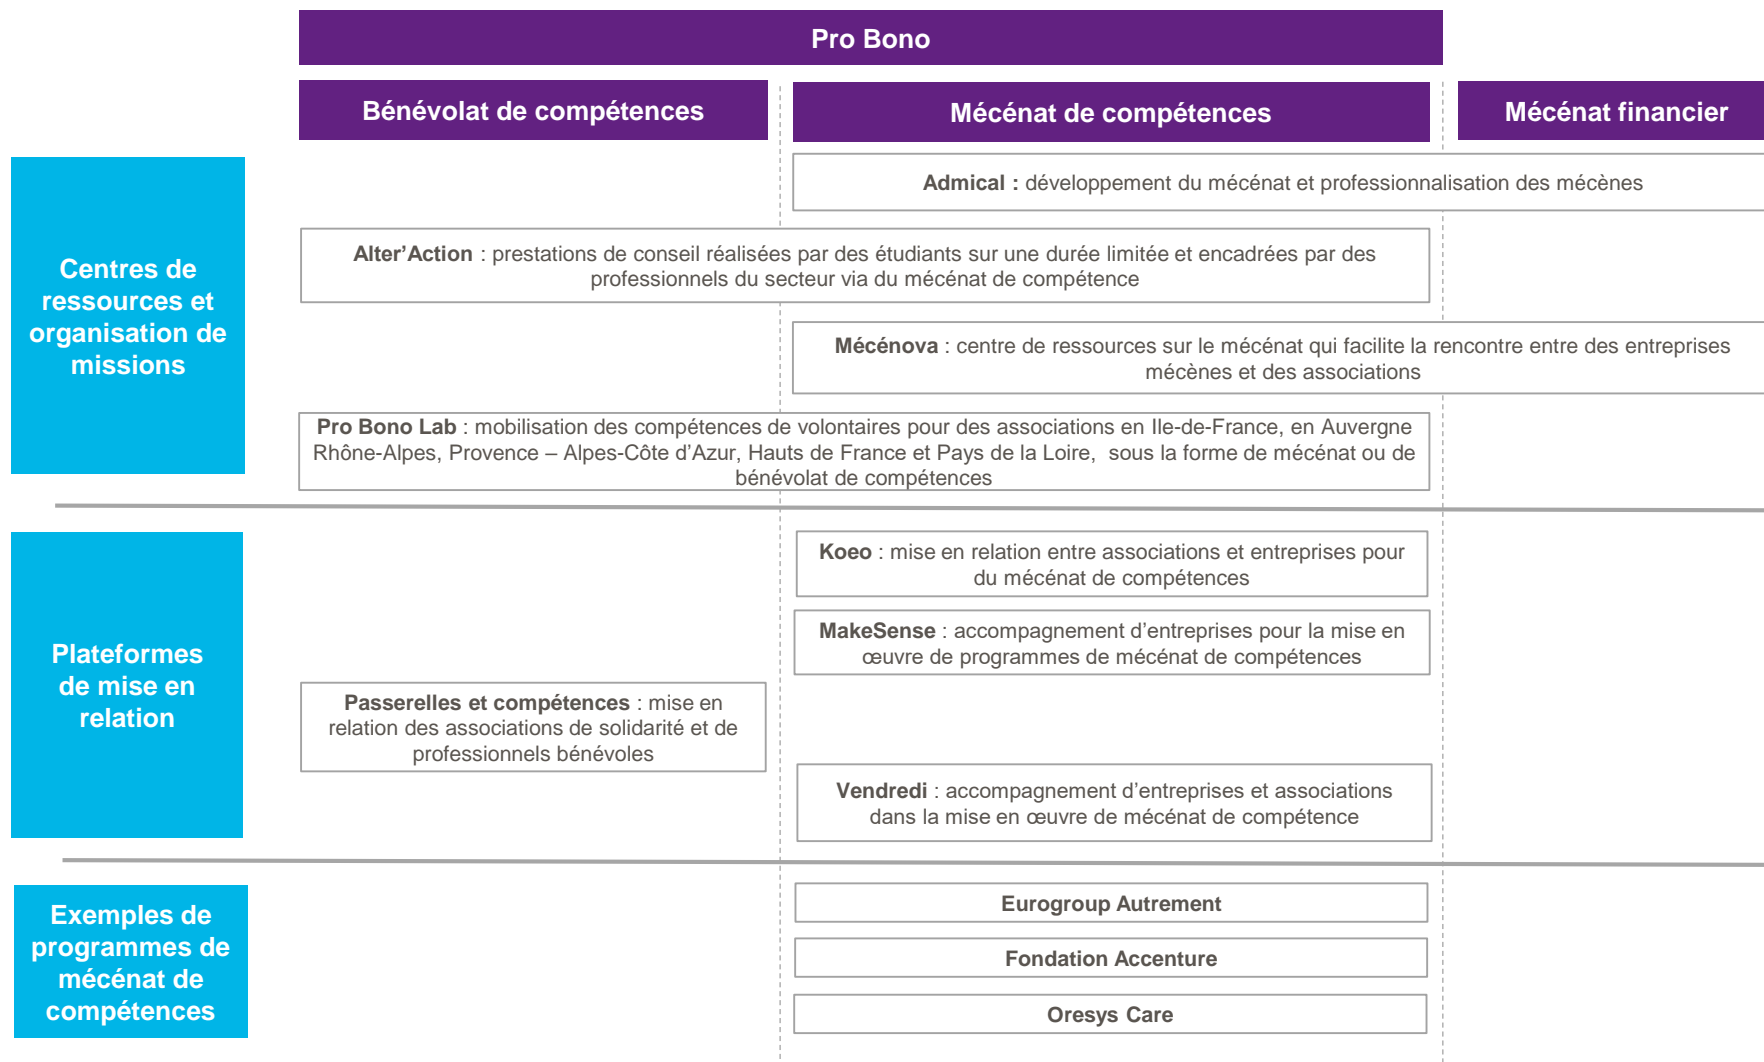 Pro Bono
Bénévolat de compétences
Mécénat de compétences
Mécénat financier
Centres de
ressources et
organisation de
missions
Admical : développement du mécénat et professionnalisation des mécènes
Alter’Action : prestations de conseil réalisées par des étudiants sur une durée limitée et encadrées par des
professionnels du secteur via du mécénat de compétence
Mécénova : centre de ressources sur le mécénat qui facilite la rencontre entre des entreprises
mécènes et des associations
Pro Bono Lab : mobilisation des compétences de volontaires pour des associations en Ile-de-France, en Auvergne
Rhône-Alpes, Provence – Alpes-Côte d’Azur, Hauts de France et Pays de la Loire, sous la forme de mécénat ou de
bénévolat de compétences
Plateformes
de mise en
relation
Koeo : mise en relation entre associations et entreprises pour
du mécénat de compétences
MakeSense : accompagnement d’entreprises pour la mise en
œuvre de programmes de mécénat de compétences
Passerelles et compétences : mise en
relation des associations de solidarité et de
professionnels bénévoles
Vendredi : accompagnement d’entreprises et associations
dans la mise en œuvre de mécénat de compétence
Exemples de
programmes de
mécénat de
compétences
Eurogroup Autrement
Fondation Accenture
Oresys Care